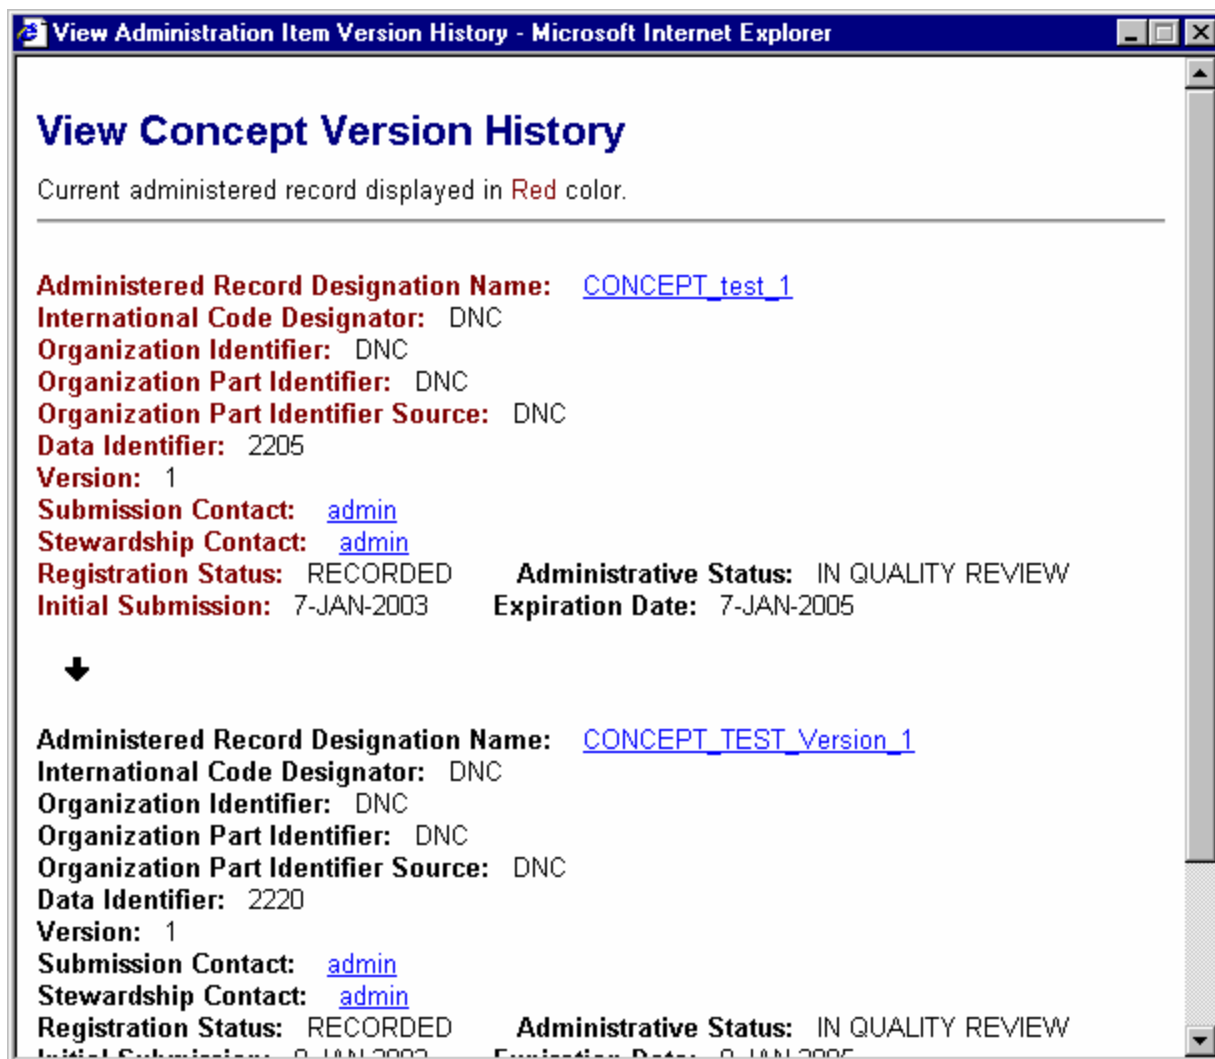 View Administration Item Version History - Microsoft Internet Explorer
View Concept Version History
Current administered record displayed in Red color.
Administered Record Designation Name: CONCEPT_test_1
International Code Designator: DNC
Organization Identifier: DNC
Organization Part Identifier: DNC
Organization Part Identifier Source: DNC
Data Identifier: 2205
Version: 1
Submission Contact: admin
Stewardship Contact: admin
Registration Status: RECORDED Administrative Status: IN QUALITY REVIEW
Initial Submission: 7-JAN-2003 Expiration Date: 7-JAN-2005
Administered Record Designation Name: CONCEPT_TEST_Version_1
International Code Designator: DNC
Organization Identifier: DNC
Organization Part Identifier: DNC
Organization Part Identifier Source: DNC
Data Identifier: 2220
Version: 1
Submission Contact: admin
Stewardship Contact: admin
Registration Status: RECORDED Administrative Status: IN QUALITY REVIEW
Initial Submission: Expiration Date: